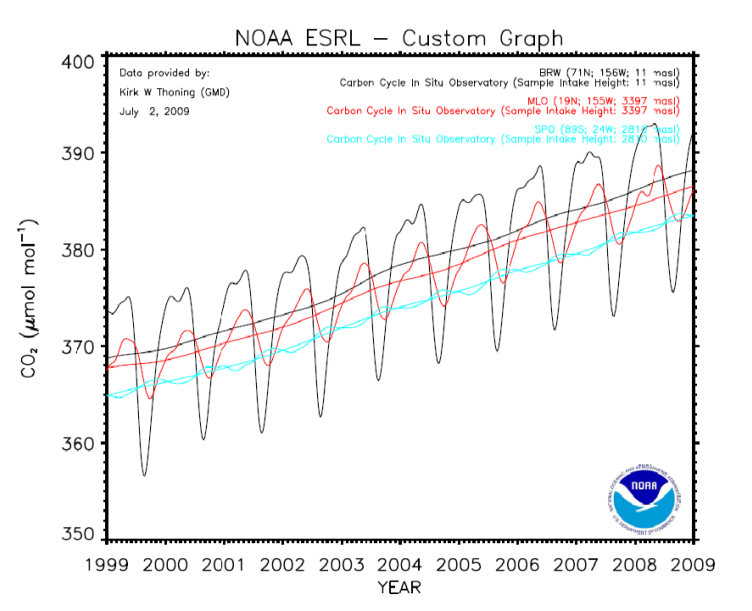 NOAA ESRL – Custom Graph
Data provided by:
Kirk W Thoning (GMD)
July 2, 2009
BRW (71N; 156W; 11 masl)
Carbon Cycle In Situ Observatory (Sample Intake Height: 11 masl)
MLO (19N; 155W; 3397 masl)
Carbon Cycle In Situ Observatory (Sample Intake Height: 3397 masl)
SPO (89S; 24W; 2810 masl)
Carbon Cycle In Situ Observatory (Sample Intake Height: 2810 masl)
400
390
380
370
360
350
CO₂ (μmol mol⁻¹)
NOAA
1999 2000 2001 2002 2003 2004 2005 2006 2007 2008 2009
YEAR